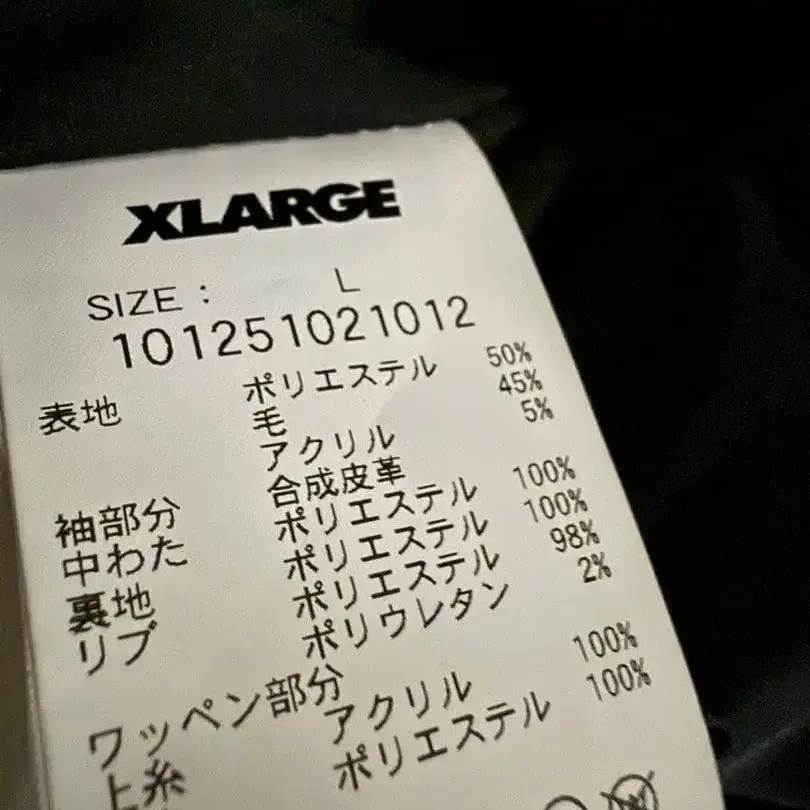 XLARGE
SIZE : L
101251021012
表地 ポリエステル 50%
毛 45%
アクリル 5%
袖部分 合成皮革
中わた ポリエステル 100%
裏地 ポリエステル 100%
リブ ポリエステル 98%
ポリウレタン 2%
ワッペン部分
アクリル 100%
上糸 ポリエステル 100%